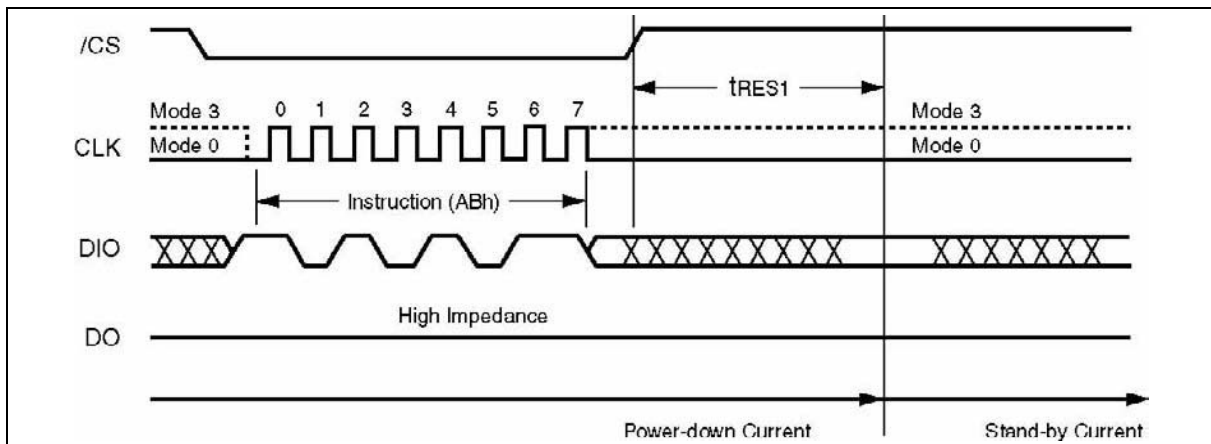 /CS
tRES1
Mode 3 0 1 2 3 4 5 6 7 Mode 3
CLK Mode 0 Mode 0
Instruction (ABh)
DIO
High Impedance
DO
Power-down Current Stand-by Current